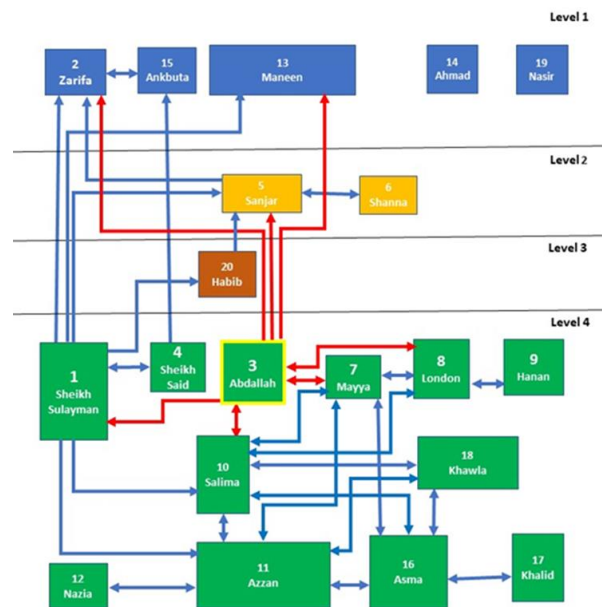 Level 1
2
Zarifa
15
Ankbuta
13
Maneen
14
Ahmad
19
Nasir
Level 2
5
Sanjar
6
Shanna
Level 3
20
Habib
Level 4
1
Sheikh
Sulayman
4
Sheikh
Said
3
Abdallah
7
Mayya
8
London
9
Hanan
10
Salima
18
Khawla
12
Nazia
11
Azzan
16
Asma
17
Khalid